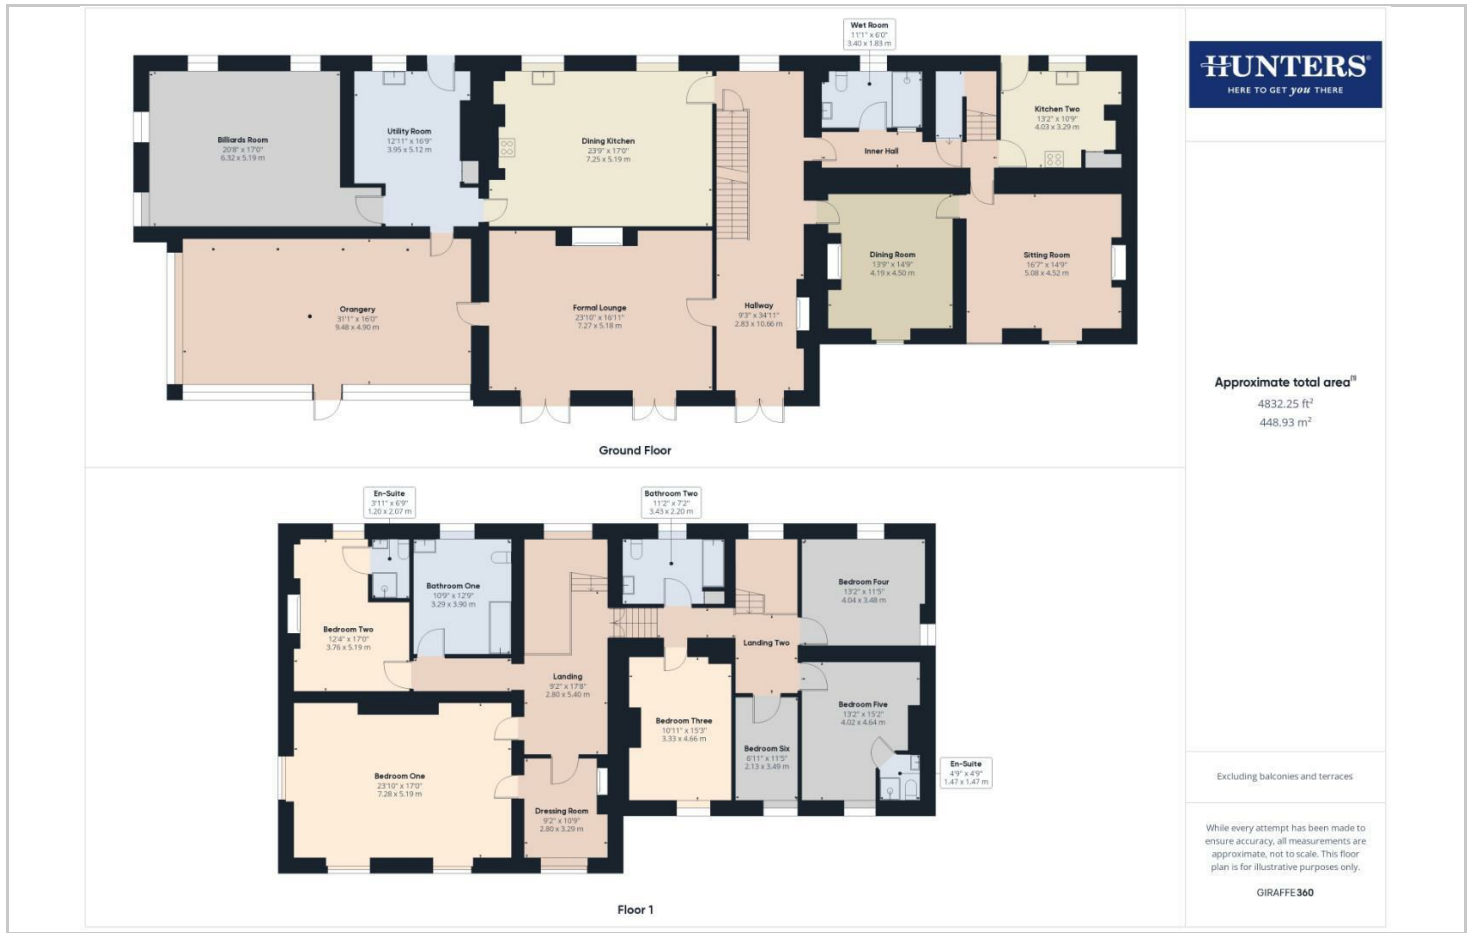 Wet Room
11'1" x 6'0"
3.40 x 1.83 m
Billiards Room
20'8" x 17'0"
6.32 x 5.19 m
Utility Room
12'11" x 16'9"
3.95 x 5.12 m
Dining Kitchen
23'9" x 17'0"
7.25 x 5.19 m
Inner Hall
Kitchen Two
13'2" x 10'9"
4.03 x 3.29 m
Orangery
31'1" x 16'0"
9.48 x 4.90 m
Formal Lounge
23'10" x 16'11"
7.27 x 5.18 m
Hallway
9'3" x 34'11"
2.83 x 10.66 m
Dining Room
13'9" x 14'9"
4.19 x 4.50 m
Sitting Room
16'7" x 14'9"
5.08 x 4.52 m
Ground Floor
En-Suite
3'11" x 6'9"
1.20 x 2.07 m
Bathroom Two
11'2" x 7'2"
3.43 x 2.20 m
Bathroom One
10'9" x 12'9"
3.29 x 3.90 m
Bedroom Two
12'4" x 17'0"
3.76 x 5.19 m
Landing
9'2" x 17'8"
2.80 x 5.40 m
Landing Two
Bedroom Four
13'2" x 11'5"
4.04 x 3.48 m
Bedroom One
23'10" x 17'0"
7.28 x 5.19 m
Dressing Room
9'2" x 10'9"
2.80 x 3.29 m
Bedroom Three
10'11" x 15'3"
3.33 x 4.66 m
Bedroom Six
6'11" x 11'5"
2.13 x 3.49 m
Bedroom Five
13'2" x 15'2"
4.02 x 4.64 m
En-Suite
4'9" x 4'9"
1.47 x 1.47 m
Floor 1
HUNTERS®
HERE TO GET you THERE
Approximate total area⁽¹⁾
4832.25 ft²
448.93 m²
Excluding balconies and terraces
While every attempt has been made to
ensure accuracy, all measurements are
approximate, not to scale. This floor
plan is for illustrative purposes only.
GIRAFFE360